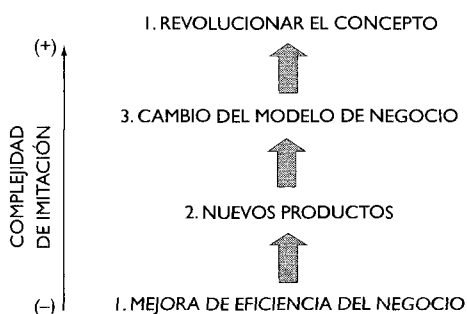 1. REVOLUCIONAR EL CONCEPTO
(+)
3. CAMBIO DEL MODELO DE NEGOCIO
COMPLEJIDAD
DE IMITACIÓN
2. NUEVOS PRODUCTOS
(–)
1. MEJORA DE EFICIENCIA DEL NEGOCIO